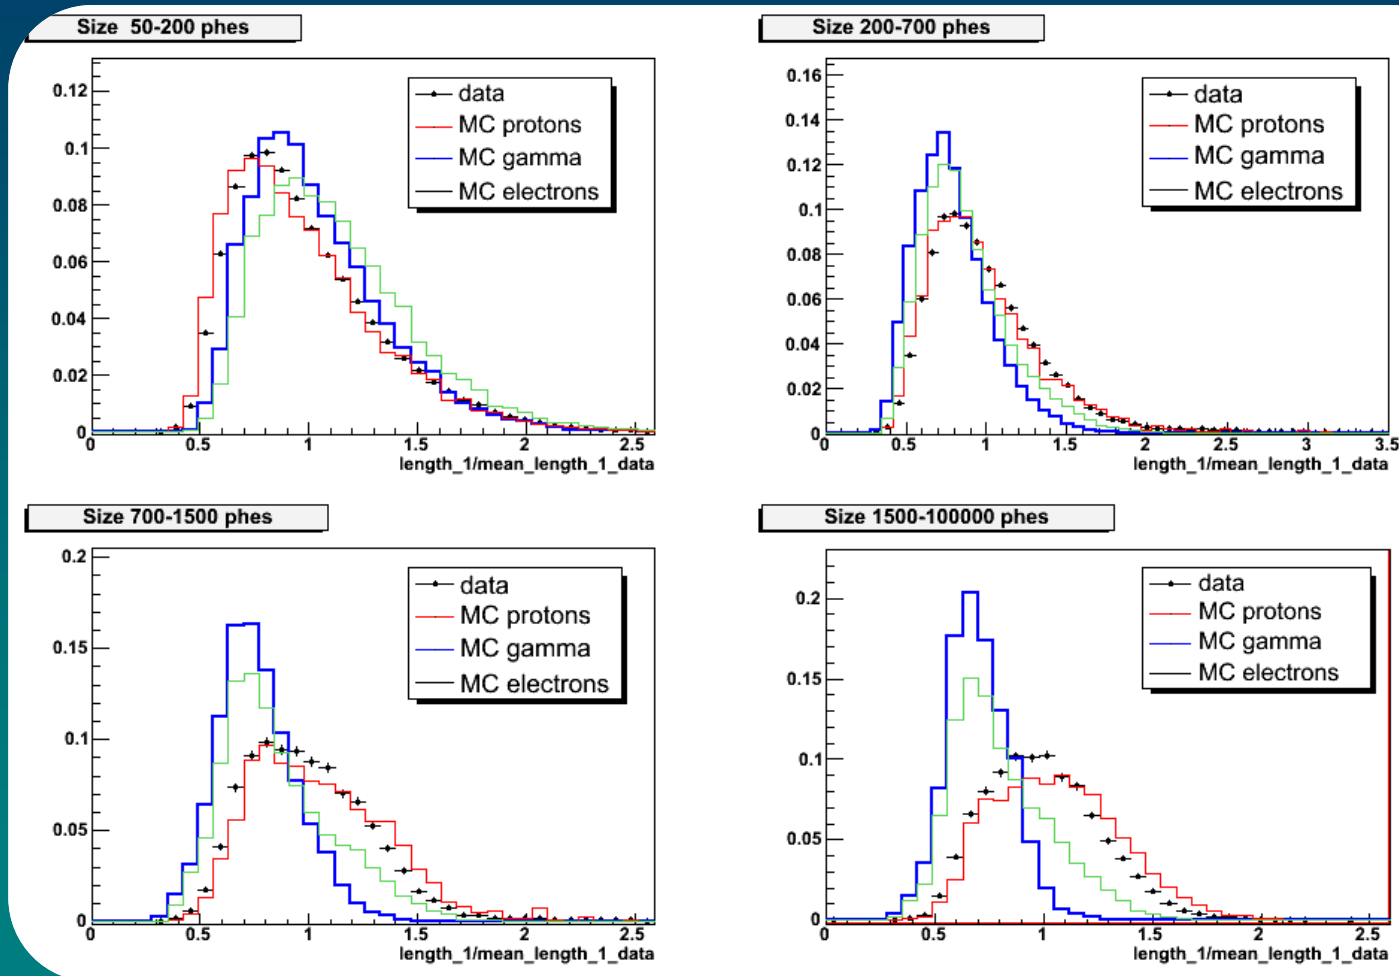 Size 50-200 phes
0.12
0.1
0.08
0.06
0.04
0.02
0
data
MC protons
MC gamma
MC electrons
0 0.5 1 1.5 2 2.5
length_1/mean_length_1_data
Size 200-700 phes
0.16
0.14
0.12
0.1
0.08
0.06
0.04
0.02
0
data
MC protons
MC gamma
MC electrons
0 0.5 1 1.5 2 2.5 3 3.5
length_1/mean_length_1_data
Size 700-1500 phes
0.2
0.15
0.1
0.05
0
data
MC protons
MC gamma
MC electrons
0 0.5 1 1.5 2 2.5
length_1/mean_length_1_data
Size 1500-100000 phes
0.2
0.15
0.1
0.05
0
data
MC protons
MC gamma
MC electrons
0 0.5 1 1.5 2 2.5
length_1/mean_length_1_data